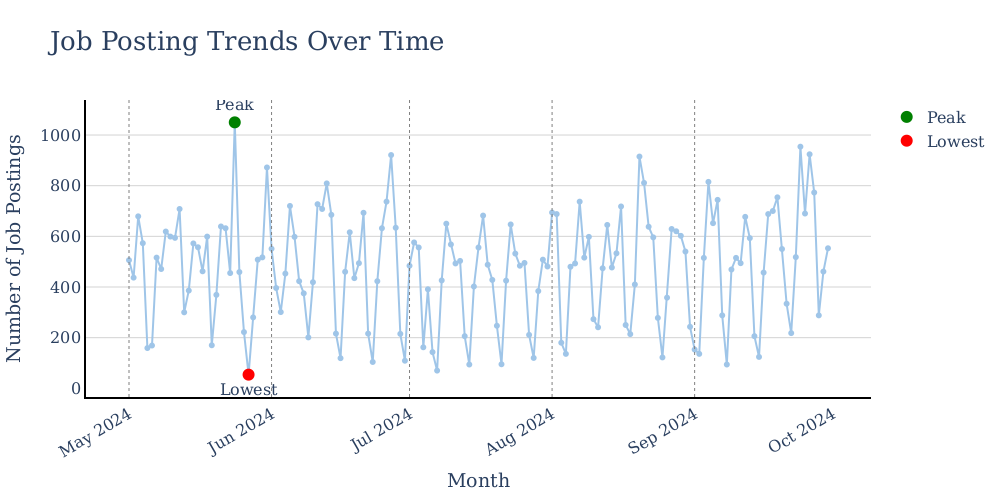 Job Posting Trends Over Time
Number of Job Postings
1000
800
600
400
200
0
Peak
Lowest
May 2024
Jun 2024
Jul 2024
Aug 2024
Sep 2024
Oct 2024
Month
Peak
Lowest